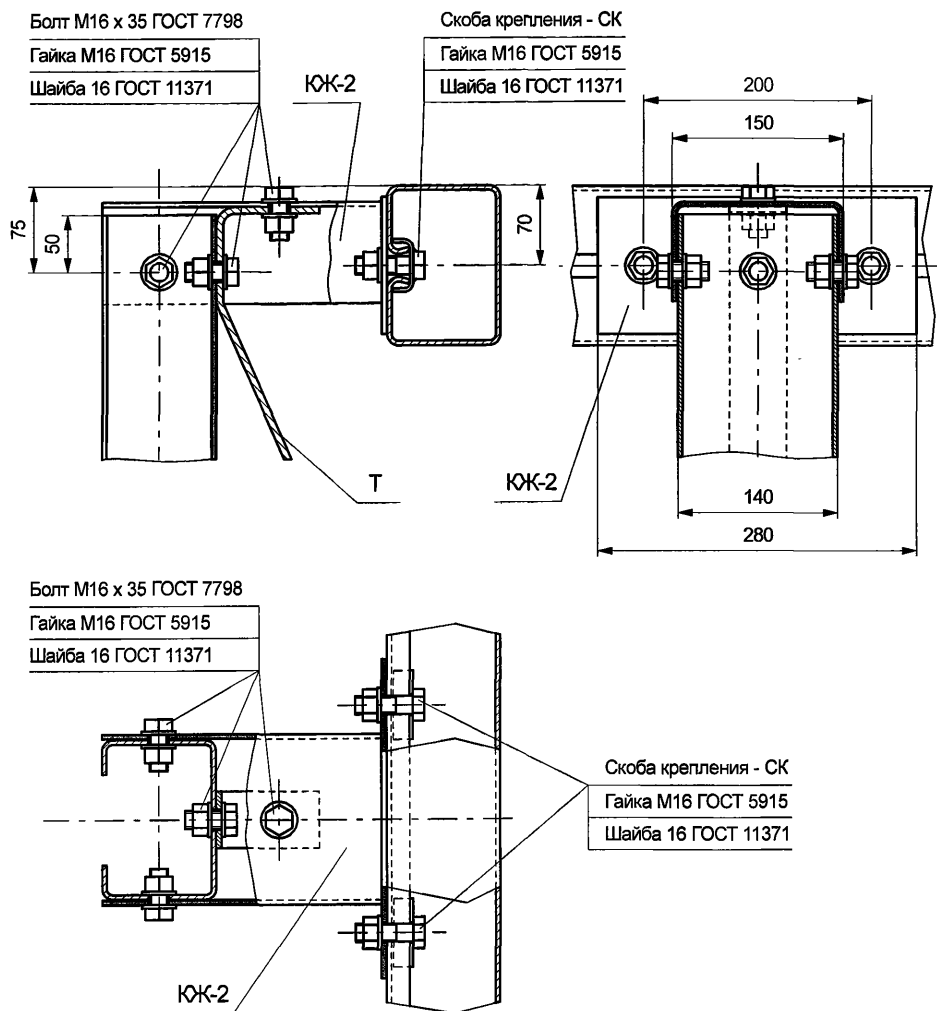 Болт М16 х 35 ГОСТ 7798
Гайка М16 ГОСТ 5915
Шайба 16 ГОСТ 11371
КЖ-2
Скоба крепления - СК
Гайка М16 ГОСТ 5915
Шайба 16 ГОСТ 11371
200
150
75
50
70
Т
КЖ-2
140
280
Болт М16 х 35 ГОСТ 7798
Гайка М16 ГОСТ 5915
Шайба 16 ГОСТ 11371
Скоба крепления - СК
Гайка М16 ГОСТ 5915
Шайба 16 ГОСТ 11371
КЖ-2